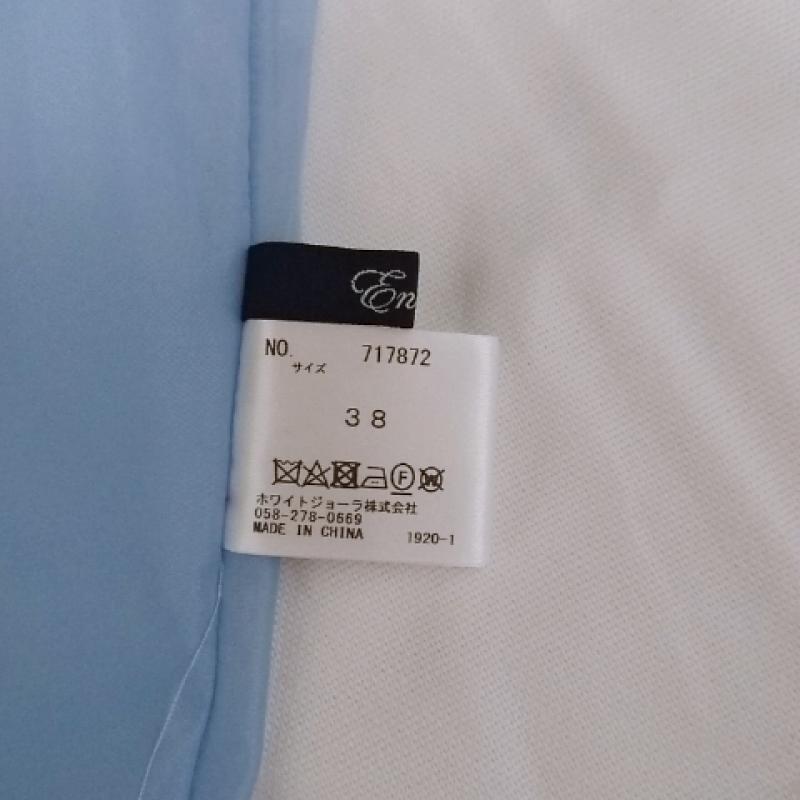 En
NO. 717872
サイズ
38
F W
ホワイトジョーラ株式会社
058-278-0669
MADE IN CHINA 1920-1